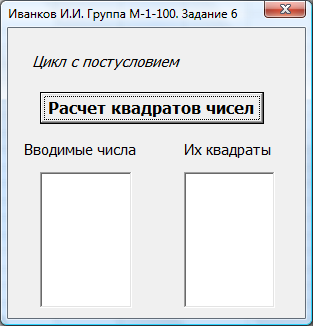 Иванков И.И. Группа М-1-100. Задание 6
Цикл с постусловием
Расчет квадратов чисел
Вводимые числа Их квадраты